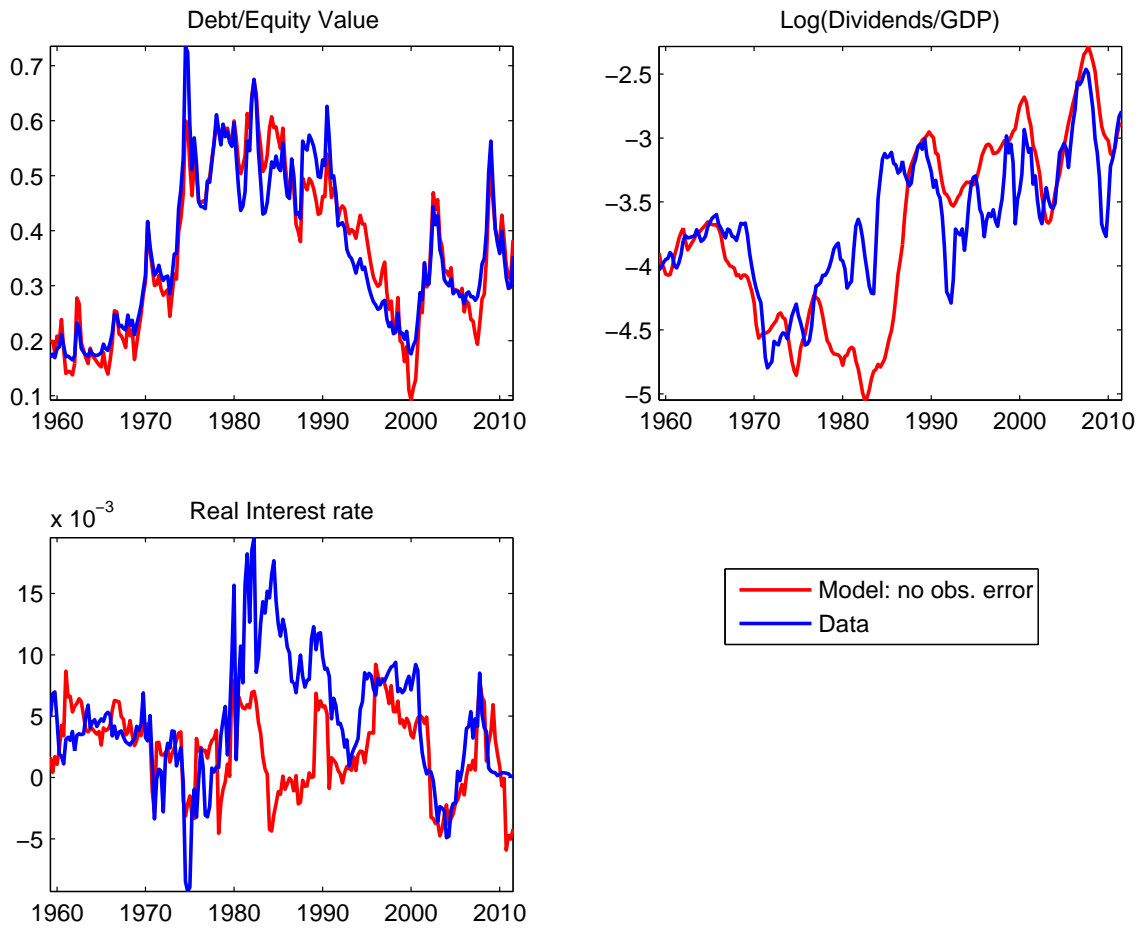 Debt/Equity Value
0.7
0.6
0.5
0.4
0.3
0.2
0.1
1960 1970 1980 1990 2000 2010
Log(Dividends/GDP)
−2.5
−3
−3.5
−4
−4.5
−5
1960 1970 1980 1990 2000 2010
x 10⁻³
Real Interest rate
15
10
5
0
−5
1960 1970 1980 1990 2000 2010
Model: no obs. error
Data